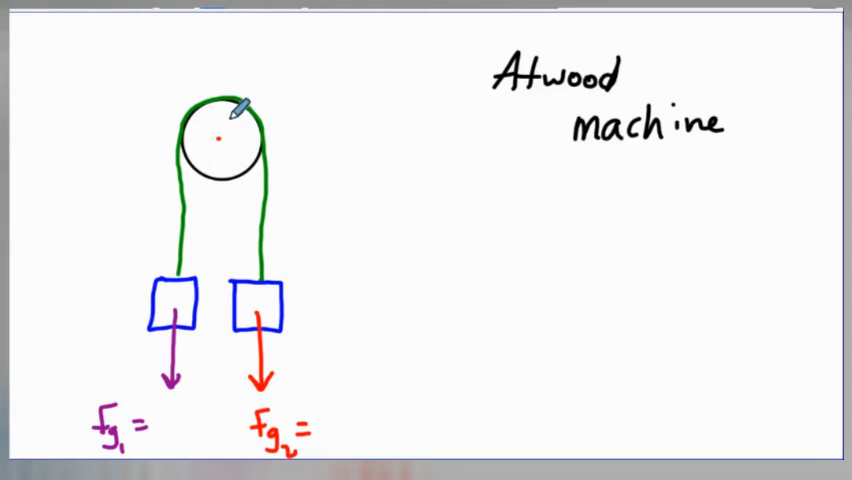 Atwood
machine
Fg1 =
Fg2 =